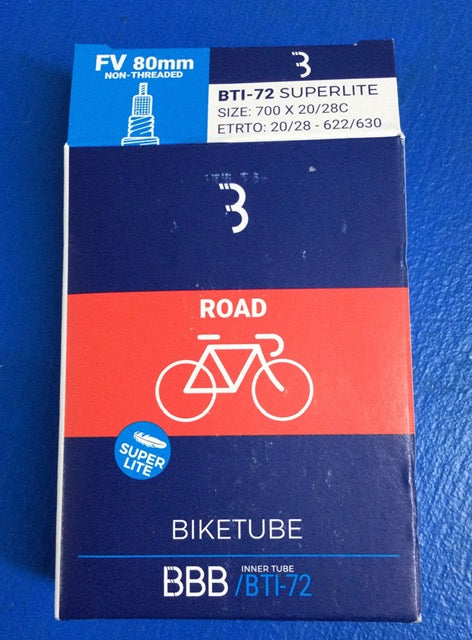 FV 80mm
NON-THREADED
BTI-72 SUPERLITE
SIZE: 700 X 20/28C
ETRTO: 20/28 - 622/630
ROAD
SUPER
LITE
BIKETUBE
BBB INNER TUBE
/BTI-72